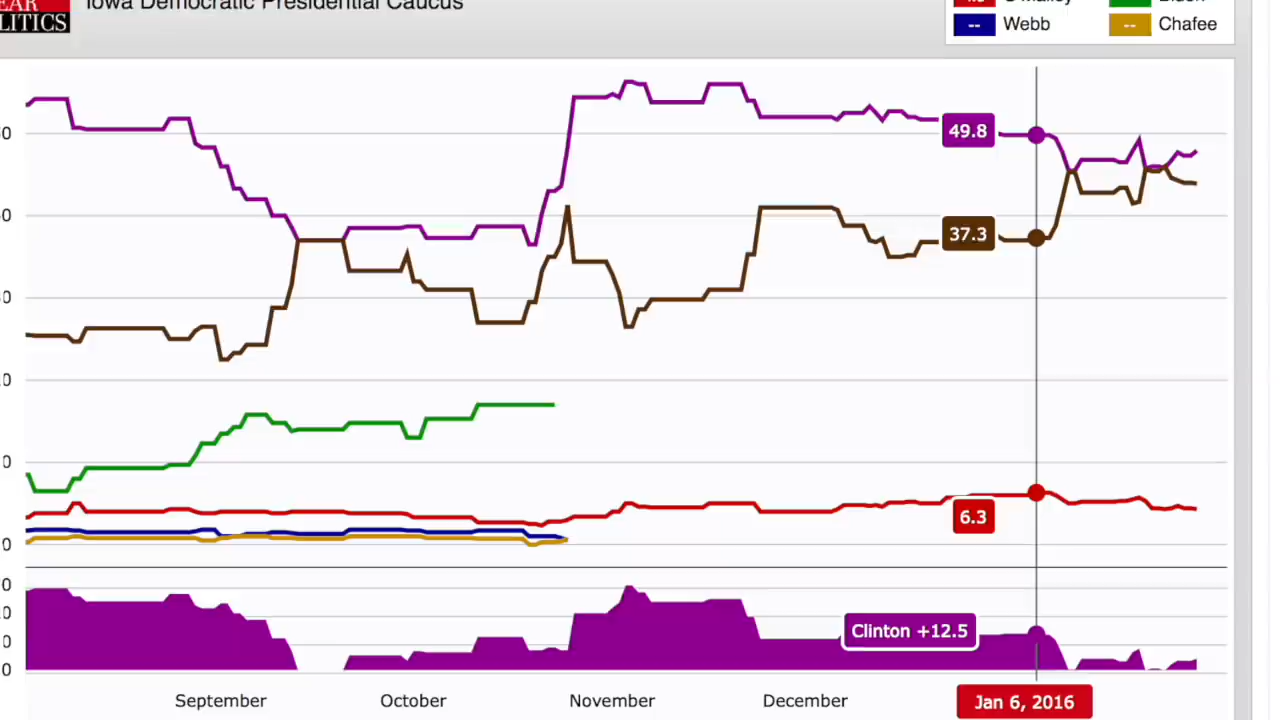 Iowa Democratic Presidential Caucus
LITICS
Webb
-- Chafee
49.8
37.3
6.3
Clinton +12.5
September October November December Jan 6, 2016